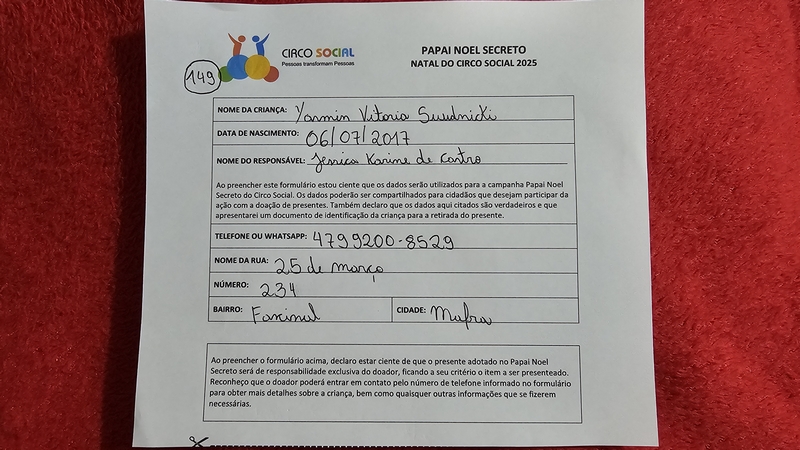 149
CIRCO SOCIAL
Pessoas transformam Pessoas
PAPAI NOEL SECRETO
NATAL DO CIRCO SOCIAL 2025
NOME DA CRIANÇA: Yasmin Vitoria Swudnicki
DATA DE NASCIMENTO: 06/07/2017
NOME DO RESPONSÁVEL: Jessica Karine de Castro
Ao preencher este formulário estou ciente que os dados serão utilizados para a campanha Papai Noel
Secreto do Circo Social. Os dados poderão ser compartilhados para cidadãos que desejam participar da
ação com a doação de presentes. Também declaro que os dados aqui citados são verdadeiros e que
apresentarei um documento de identificação da criança para a retirada do presente.
TELEFONE OU WHATSAPP: 4799200-8529
NOME DA RUA: 25 de março
NÚMERO: 234
BAIRRO: CIDADE: Mafra
Ao preencher o formulário acima, declaro estar ciente de que o presente adotado no Papai Noel
Secreto será de responsabilidade exclusiva do doador, ficando a seu critério o item a ser presenteado.
Reconheço que o doador poderá entrar em contato pelo número de telefone informado no formulário
para obter mais detalhes sobre a criança, bem como quaisquer outras informações que se fizerem
necessárias.